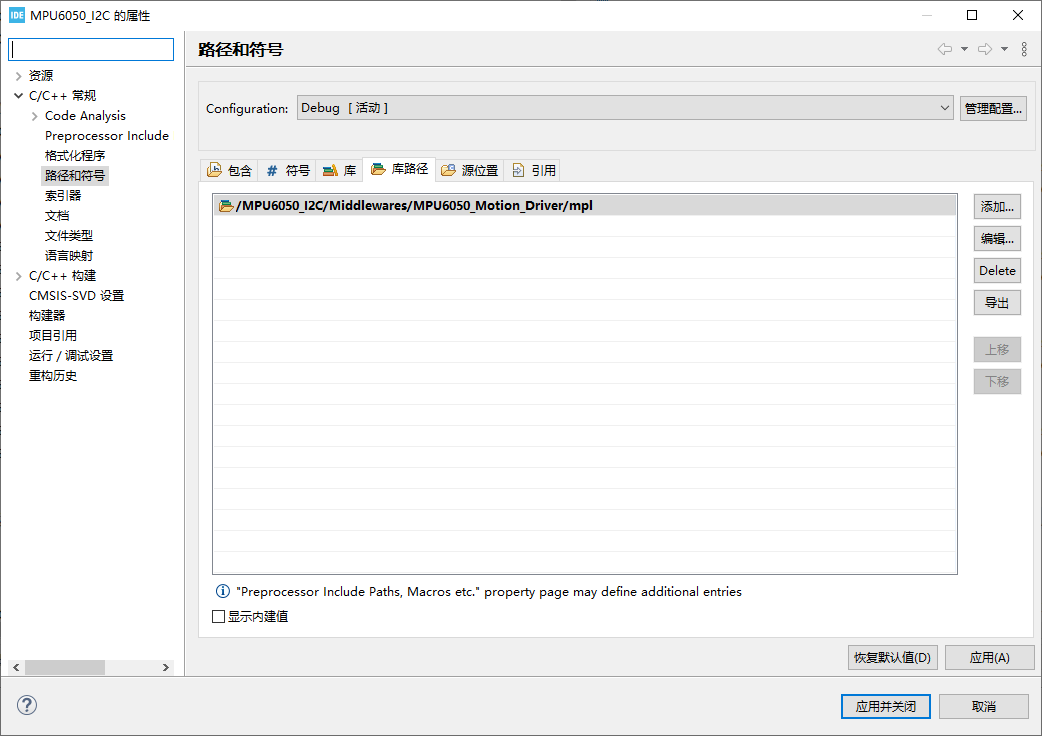 IDE MPU6050_I2C 的属性
路径和符号
资源
C/C++ 常规
Code Analysis
Preprocessor Include
格式化程序
路径和符号
索引器
文档
文件类型
语言映射
C/C++ 构建
CMSIS-SVD 设置
构建器
项目引用
运行 / 调试设置
重构历史
Configuration: Debug [ 活动 ] 管理配置...
包含 # 符号 库 库路径 源位置 引用
/MPU6050_I2C/Middlewares/MPU6050_Motion_Driver/mpl
添加...
编辑...
Delete
导出
上移
下移
"Preprocessor Include Paths, Macros etc." property page may define additional entries
显示内建值
恢复默认值(D) 应用(A)
应用并关闭 取消